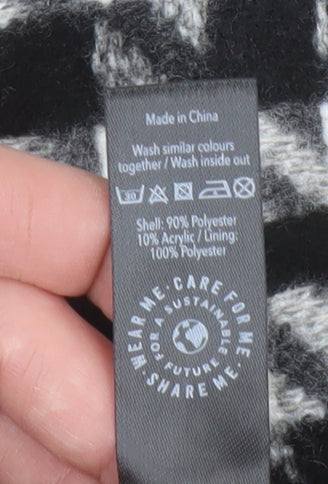 Made in China
Wash similar colours
together / Wash inside out
30
Shell: 90% Polyester
10% Acrylic / Lining:
100% Polyester
WEAR ME. CARE FOR ME. SHARE ME.
FOR A SUSTAINABLE FUTURE